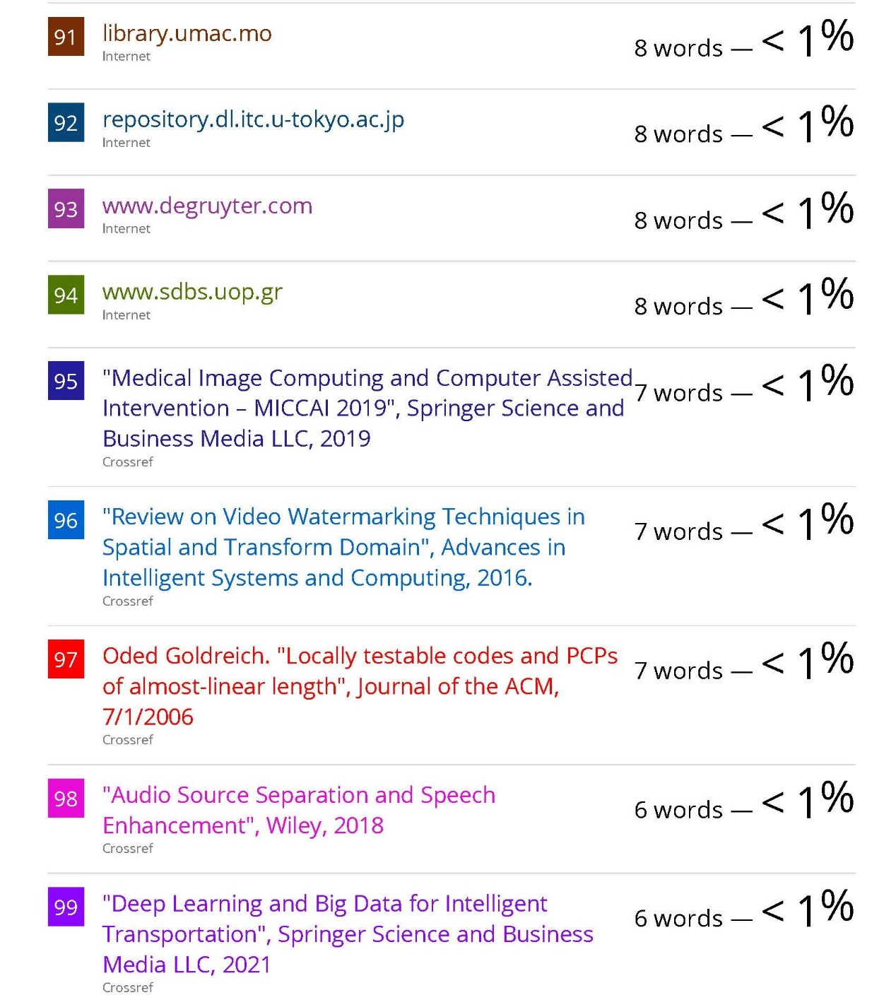 91 library.umac.mo 8 words — < 1%
Internet
92 repository.dl.itc.u-tokyo.ac.jp 8 words — < 1%
Internet
93 www.degruyter.com 8 words — < 1%
Internet
94 www.sdbs.uop.gr 8 words — < 1%
Internet
95 "Medical Image Computing and Computer Assisted 7 words — < 1%
Intervention – MICCAI 2019", Springer Science and
Business Media LLC, 2019
Crossref
96 "Review on Video Watermarking Techniques in 7 words — < 1%
Spatial and Transform Domain", Advances in
Intelligent Systems and Computing, 2016.
Crossref
97 Oded Goldreich. "Locally testable codes and PCPs 7 words — < 1%
of almost-linear length", Journal of the ACM,
7/1/2006
Crossref
98 "Audio Source Separation and Speech 6 words — < 1%
Enhancement", Wiley, 2018
Crossref
99 "Deep Learning and Big Data for Intelligent 6 words — < 1%
Transportation", Springer Science and Business
Media LLC, 2021
Crossref